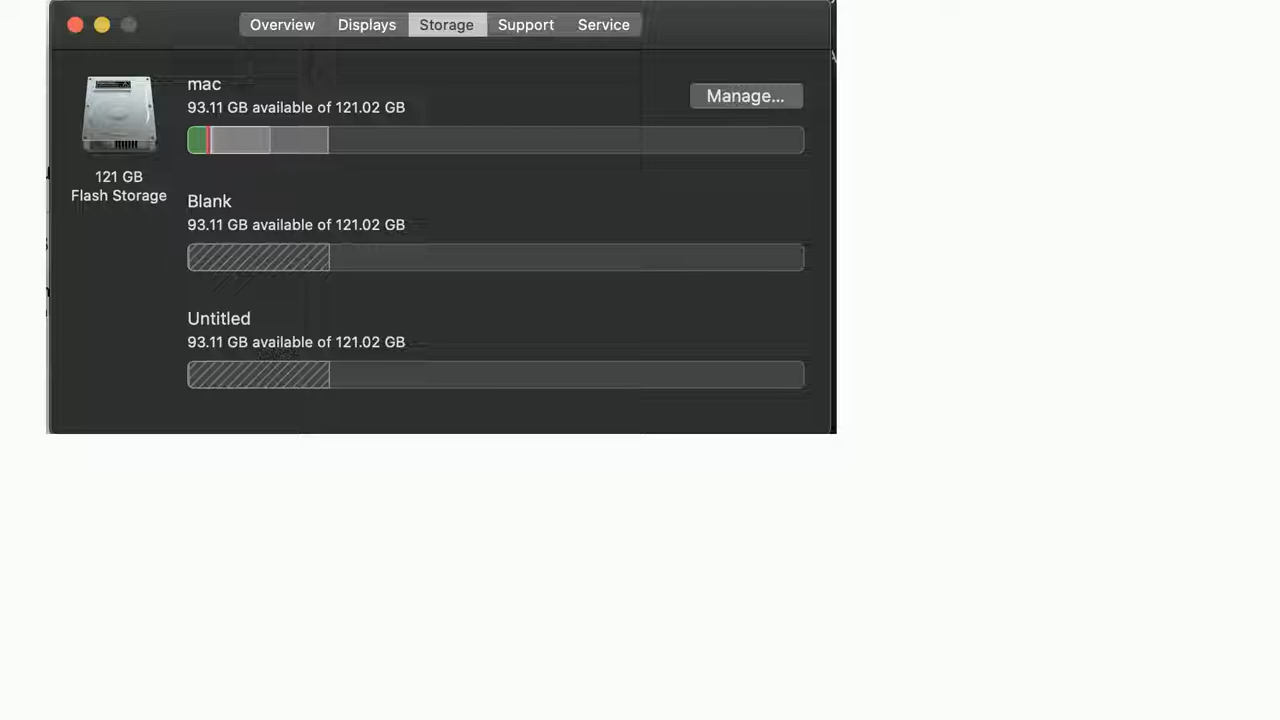 Overview Displays Storage Support Service
mac
93.11 GB available of 121.02 GB
Manage...
121 GB
Flash Storage
Blank
93.11 GB available of 121.02 GB
Untitled
93.11 GB available of 121.02 GB